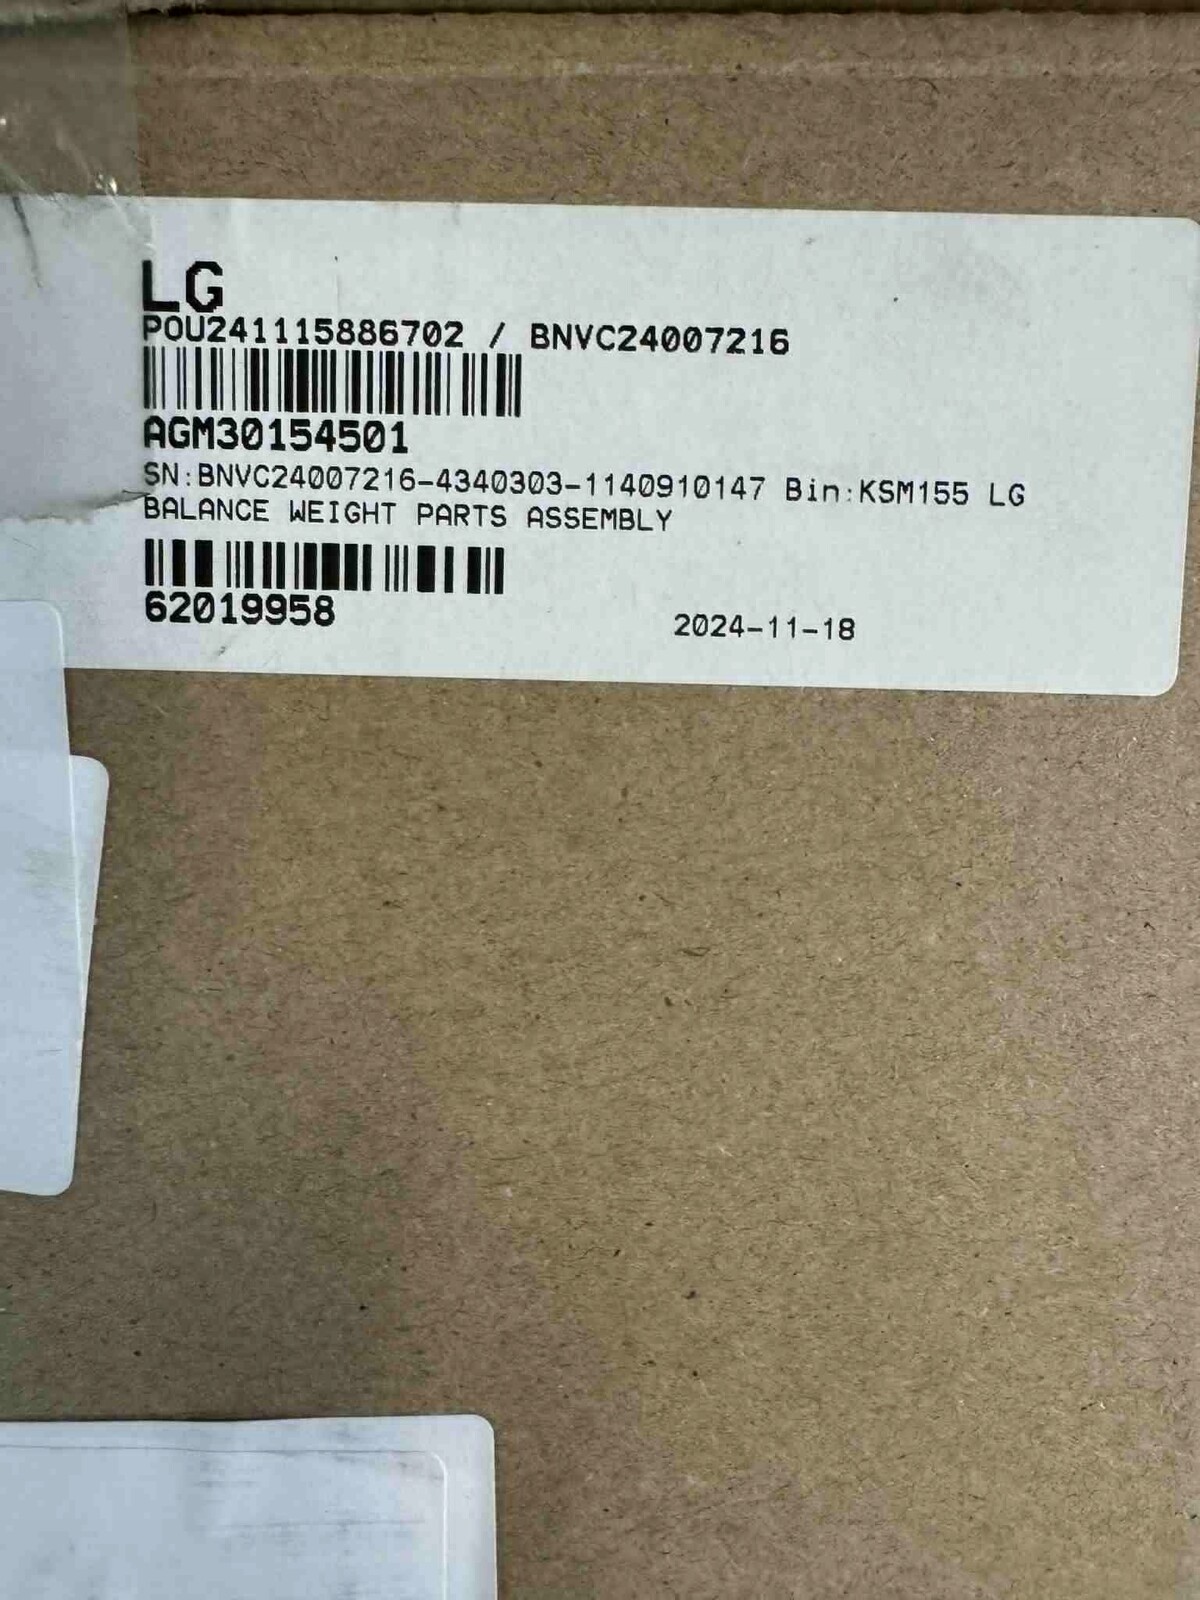 LG
POU241115886702 / BNVC24007216
AGM30154501
SN:BNVC24007216-4340303-1140910147 Bin:KSM155 LG
BALANCE WEIGHT PARTS ASSEMBLY
62019958
2024-11-18